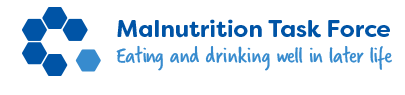 Malnutrition Task Force
Eating and drinking well in later life